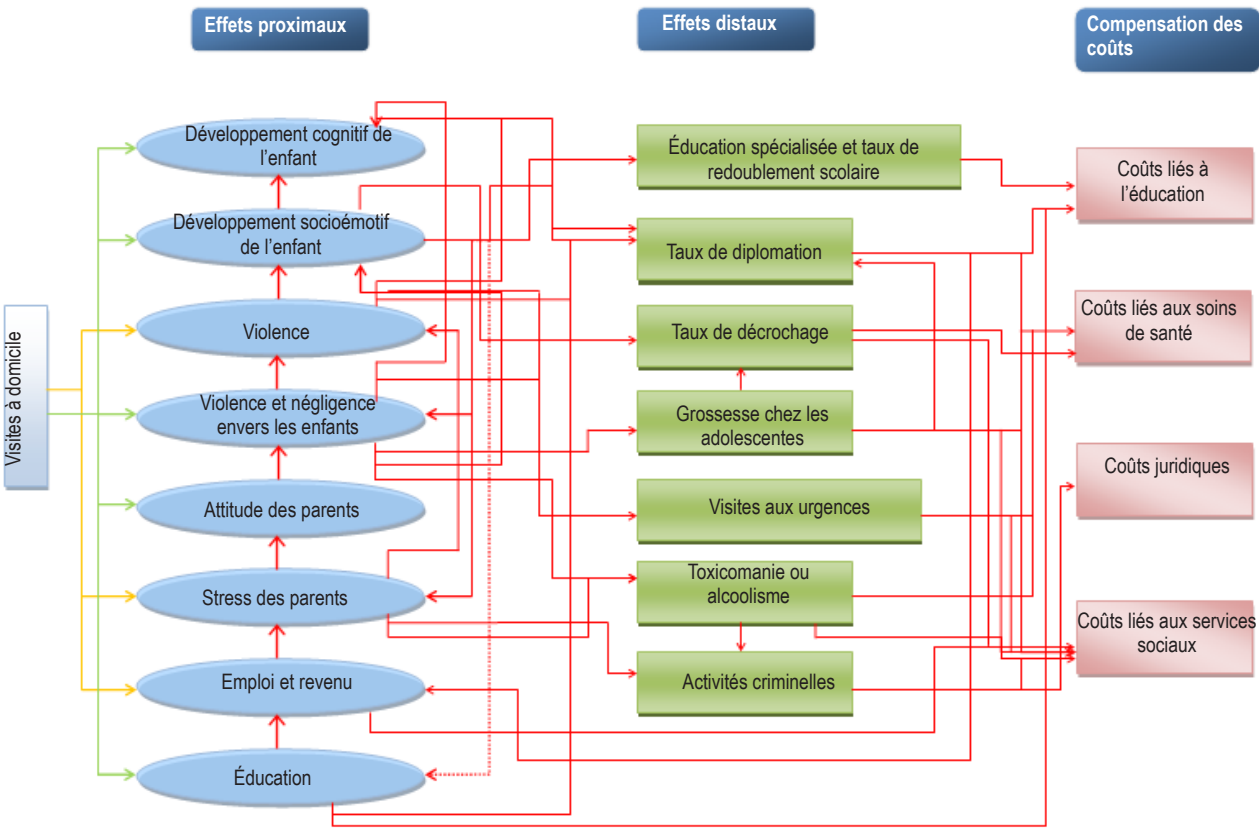 Effets proximaux
Effets distaux
Compensation des
coûts
Visites à domicile
Développement cognitif de
l'enfant
Développement socioémotif
de l'enfant
Violence
Violence et négligence
envers les enfants
Attitude des parents
Stress des parents
Emploi et revenu
Éducation
Éducation spécialisée et taux de
redoublement scolaire
Taux de diplomation
Taux de décrochage
Grossesse chez les
adolescentes
Visites aux urgences
Toxicomanie ou
alcoolisme
Activités criminelles
Coûts liés à
l'éducation
Coûts liés aux soins
de santé
Coûts juridiques
Coûts liés aux services
sociaux